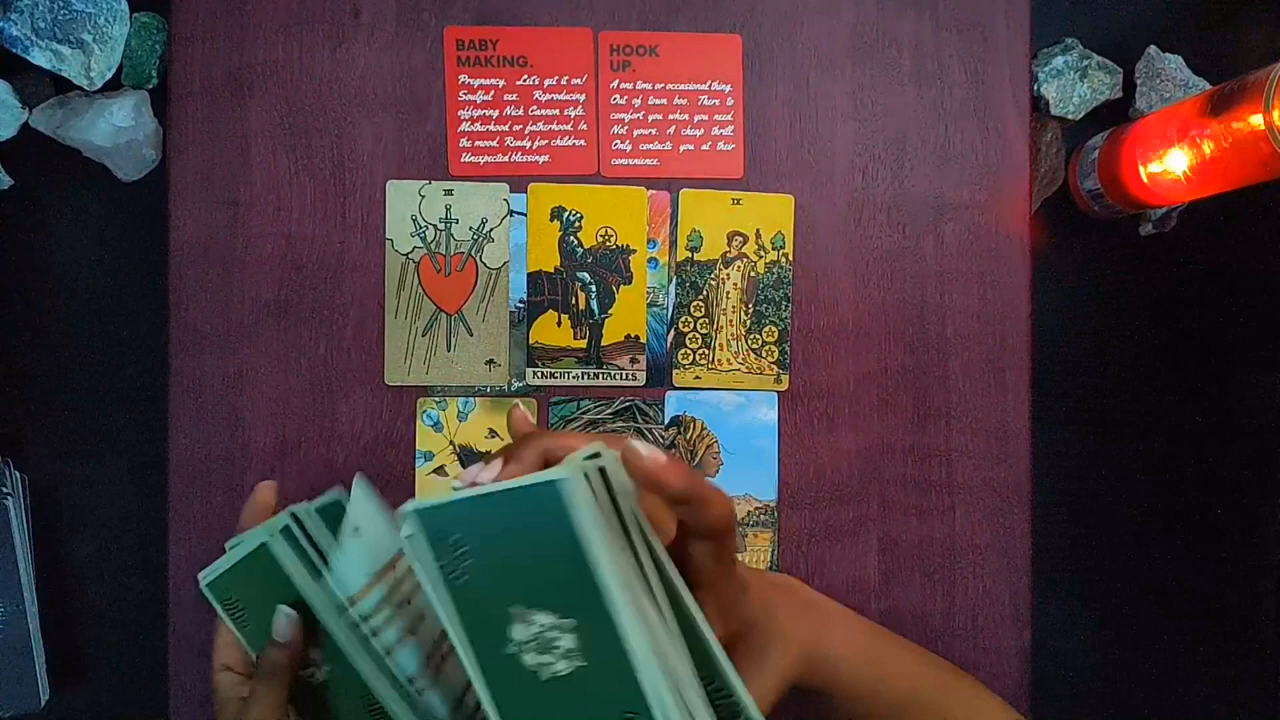 BABY
MAKING.
Pregnancy. Let's get it on!
Soulful sex. Reproducing
offspring Nick Cannon style.
Motherhood or fatherhood. In
the mood. Ready for children.
Unexpected blessings.
HOOK
UP.
A one time or occasional thing.
Out of town boo. There to
comfort you when you need.
Not yours. A cheap thrill.
Only contacts you at their
convenience.
III
IX
KNIGHT of PENTACLES.